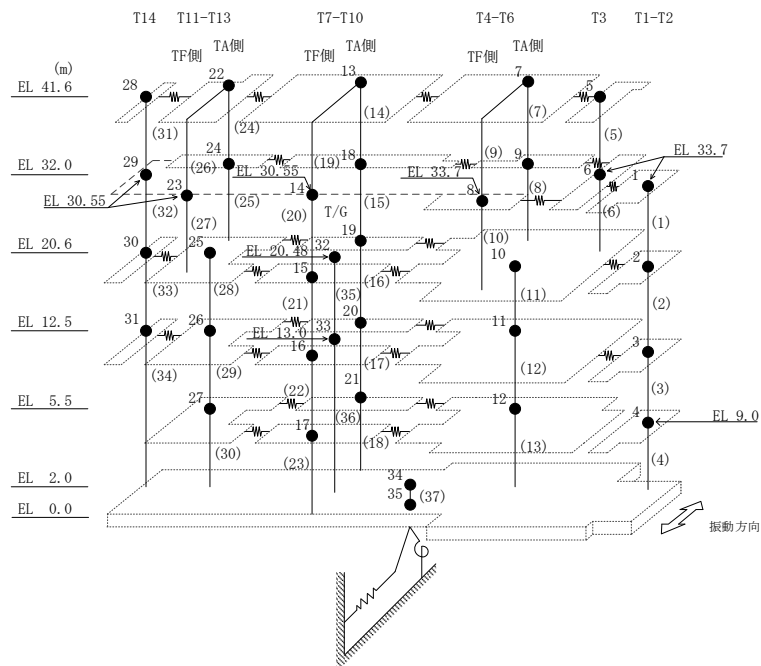 T14 T11-T13 T7-T10 T4-T6 T3 T1-T2
TF側 TA側 TF側 TA側 TF側 TA側
(m)
EL 41.6
28 22 13 7 5
(31) (24) (14) (7) (5)
EL 32.0
29 24 (26) (19) 18 (9) 9 6 EL 33.7
EL 30.55 EL 33.7 1
23 14 8 (8)
EL 30.55
(32) (27) (25) (20) T/G (15) (10) (6) (1)
EL 20.6
30 25 32 19 10 2
EL 20.48
15
(33) (28) (35) (16) (11) (2)
EL 12.5
31 26 (21) 33 20 11 3
EL 13.0
16
(34) (29) (17) (12) (3)
EL 5.5
27 (22) 21 12 4 EL 9.0
17 (36)
(30) (18) (13) (4)
(23)
EL 2.0
34
35 (37)
EL 0.0
振動方向